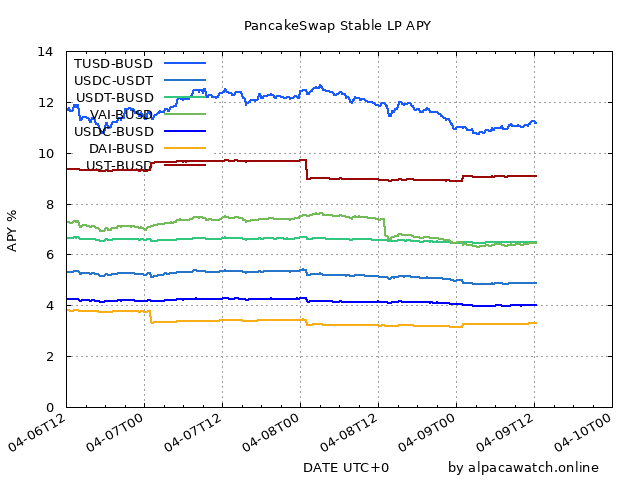 PancakeSwap Stable LP APY
14
12
10
8
6
4
2
0
APY %
TUSD-BUSD
USDC-USDT
USDT-BUSD
VAI-BUSD
USDC-BUSD
DAI-BUSD
UST-BUSD
04-06T12
04-07T00
04-07T12
04-08T00
04-08T12
04-09T00
04-09T12
04-10T00
DATE UTC+0
by alpacawatch.online